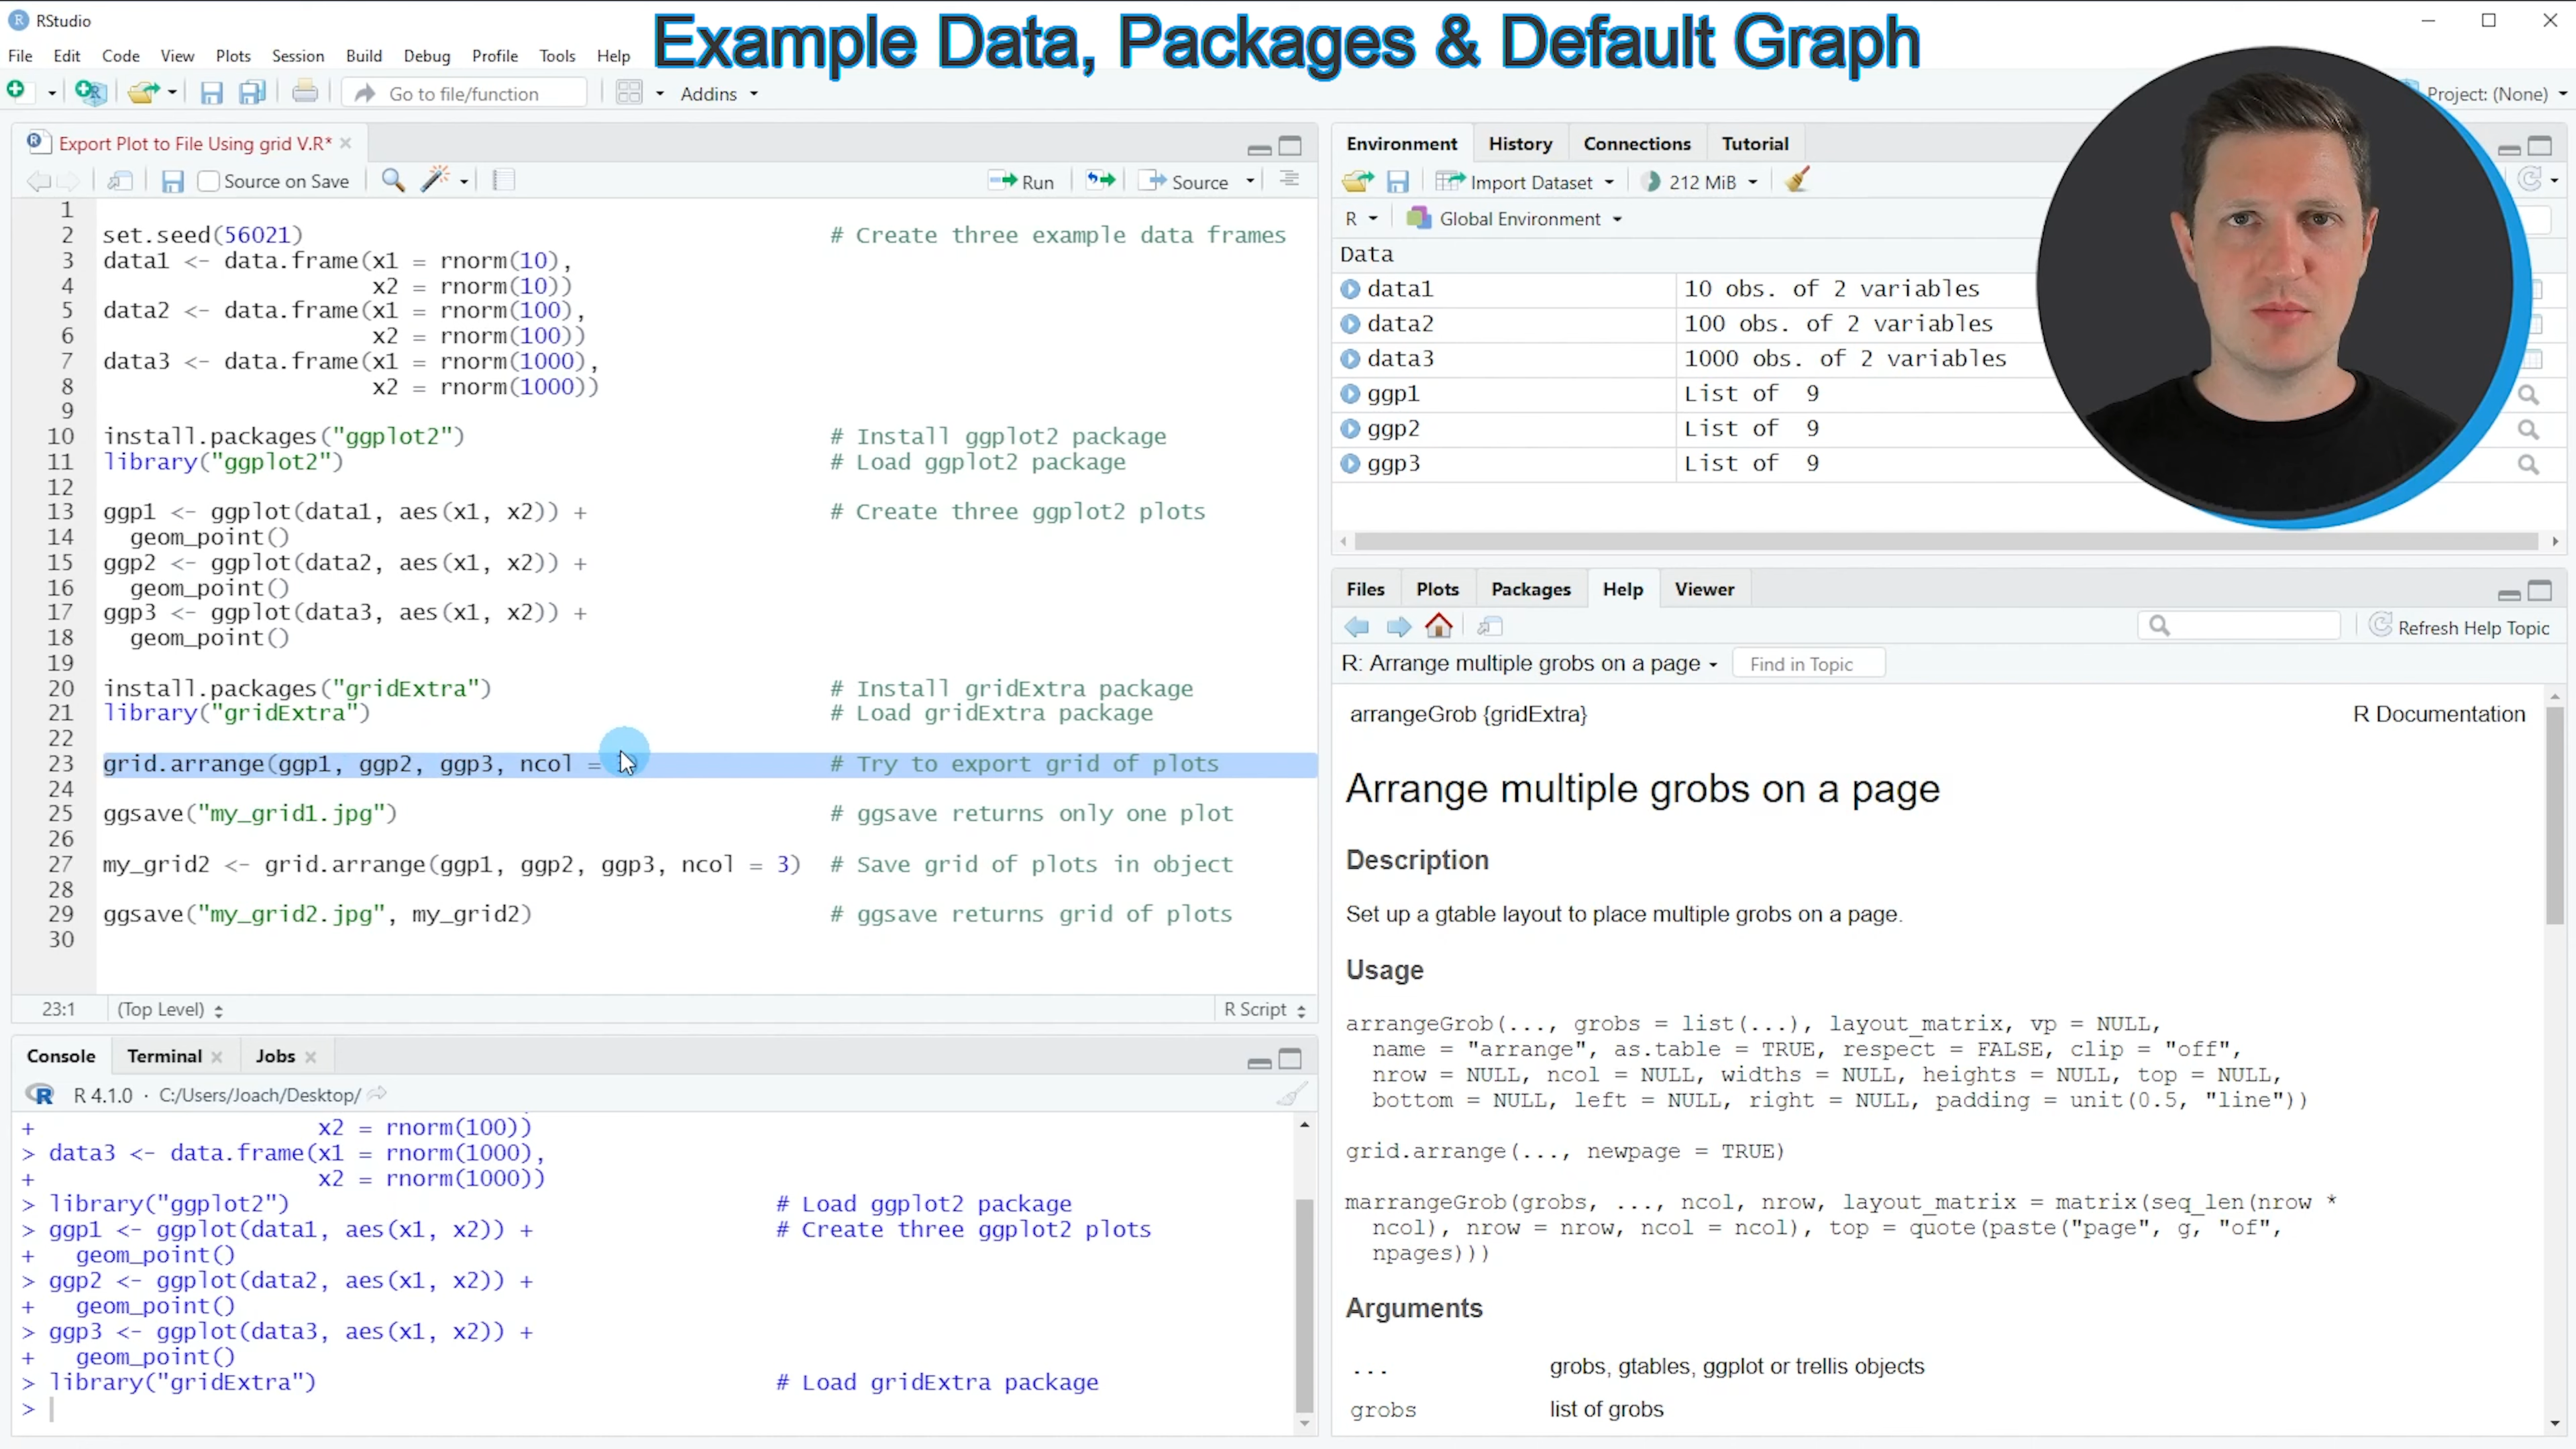 RStudio
Example Data, Packages & Default Graph
File Edit Code View Plots Session Build Debug Profile Tools Help
Go to file/function Addins Project: (None)
Export Plot to File Using grid V.R*
Source on Save Run Source
1
2 set.seed(56021) # Create three example data frames
3 data1 <- data.frame(x1 = rnorm(10),
4 x2 = rnorm(10))
5 data2 <- data.frame(x1 = rnorm(100),
6 x2 = rnorm(100))
7 data3 <- data.frame(x1 = rnorm(1000),
8 x2 = rnorm(1000))
9
10 install.packages("ggplot2") # Install ggplot2 package
11 library("ggplot2") # Load ggplot2 package
12
13 ggp1 <- ggplot(data1, aes(x1, x2)) + # Create three ggplot2 plots
14 geom_point()
15 ggp2 <- ggplot(data2, aes(x1, x2)) +
16 geom_point()
17 ggp3 <- ggplot(data3, aes(x1, x2)) +
18 geom_point()
19
20 install.packages("gridExtra") # Install gridExtra package
21 library("gridExtra") # Load gridExtra package
22
23 grid.arrange(ggp1, ggp2, ggp3, ncol = # Try to export grid of plots
24
25 ggsave("my_grid1.jpg") # ggsave returns only one plot
26
27 my_grid2 <- grid.arrange(ggp1, ggp2, ggp3, ncol = 3) # Save grid of plots in object
28
29 ggsave("my_grid2.jpg", my_grid2) # ggsave returns grid of plots
30
23:1 (Top Level) R Script
Console Terminal Jobs
R 4.1.0 · C:/Users/Joach/Desktop/
+ x2 = rnorm(100))
> data3 <- data.frame(x1 = rnorm(1000),
+ x2 = rnorm(1000))
> library("ggplot2") # Load ggplot2 package
> ggp1 <- ggplot(data1, aes(x1, x2)) + # Create three ggplot2 plots
+ geom_point()
> ggp2 <- ggplot(data2, aes(x1, x2)) +
+ geom_point()
> ggp3 <- ggplot(data3, aes(x1, x2)) +
+ geom_point()
> library("gridExtra") # Load gridExtra package
>
Environment History Connections Tutorial
Import Dataset 212 MiB
R Global Environment
Data
data1 10 obs. of 2 variables
data2 100 obs. of 2 variables
data3 1000 obs. of 2 variables
ggp1 List of 9
ggp2 List of 9
ggp3 List of 9
Files Plots Packages Help Viewer
Refresh Help Topic
R: Arrange multiple grobs on a page Find in Topic
arrangeGrob {gridExtra} R Documentation
Arrange multiple grobs on a page
Description
Set up a gtable layout to place multiple grobs on a page.
Usage
arrangeGrob(..., grobs = list(...), layout_matrix, vp = NULL,
name = "arrange", as.table = TRUE, respect = FALSE, clip = "off",
nrow = NULL, ncol = NULL, widths = NULL, heights = NULL, top = NULL,
bottom = NULL, left = NULL, right = NULL, padding = unit(0.5, "line"))
grid.arrange(..., newpage = TRUE)
marrangeGrob(grobs, ..., ncol, nrow, layout_matrix = matrix(seq_len(nrow *
ncol), nrow = nrow, ncol = ncol), top = quote(paste("page", g, "of",
npages)))
Arguments
... grobs, gtables, ggplot or trellis objects
grobs list of grobs